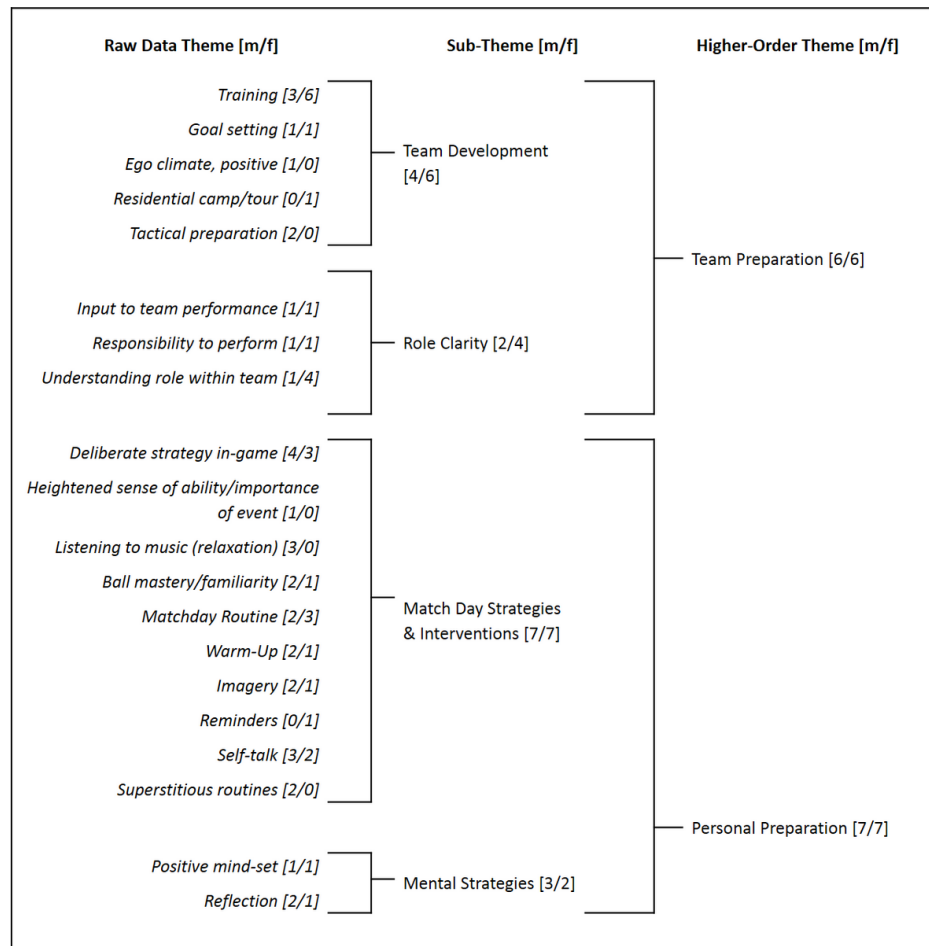 Raw Data Theme [m/f]
Sub-Theme [m/f]
Higher-Order Theme [m/f]
Training [3/6]
Goal setting [1/1]
Ego climate, positive [1/0]
Residential camp/tour [0/1]
Tactical preparation [2/0]
Team Development
[4/6]
Input to team performance [1/1]
Responsibility to perform [1/1]
Understanding role within team [1/4]
Role Clarity [2/4]
Team Preparation [6/6]
Deliberate strategy in-game [4/3]
Heightened sense of ability/importance
of event [1/0]
Listening to music (relaxation) [3/0]
Ball mastery/familiarity [2/1]
Matchday Routine [2/3]
Warm-Up [2/1]
Imagery [2/1]
Reminders [0/1]
Self-talk [3/2]
Superstitious routines [2/0]
Match Day Strategies
& Interventions [7/7]
Positive mind-set [1/1]
Reflection [2/1]
Mental Strategies [3/2]
Personal Preparation [7/7]